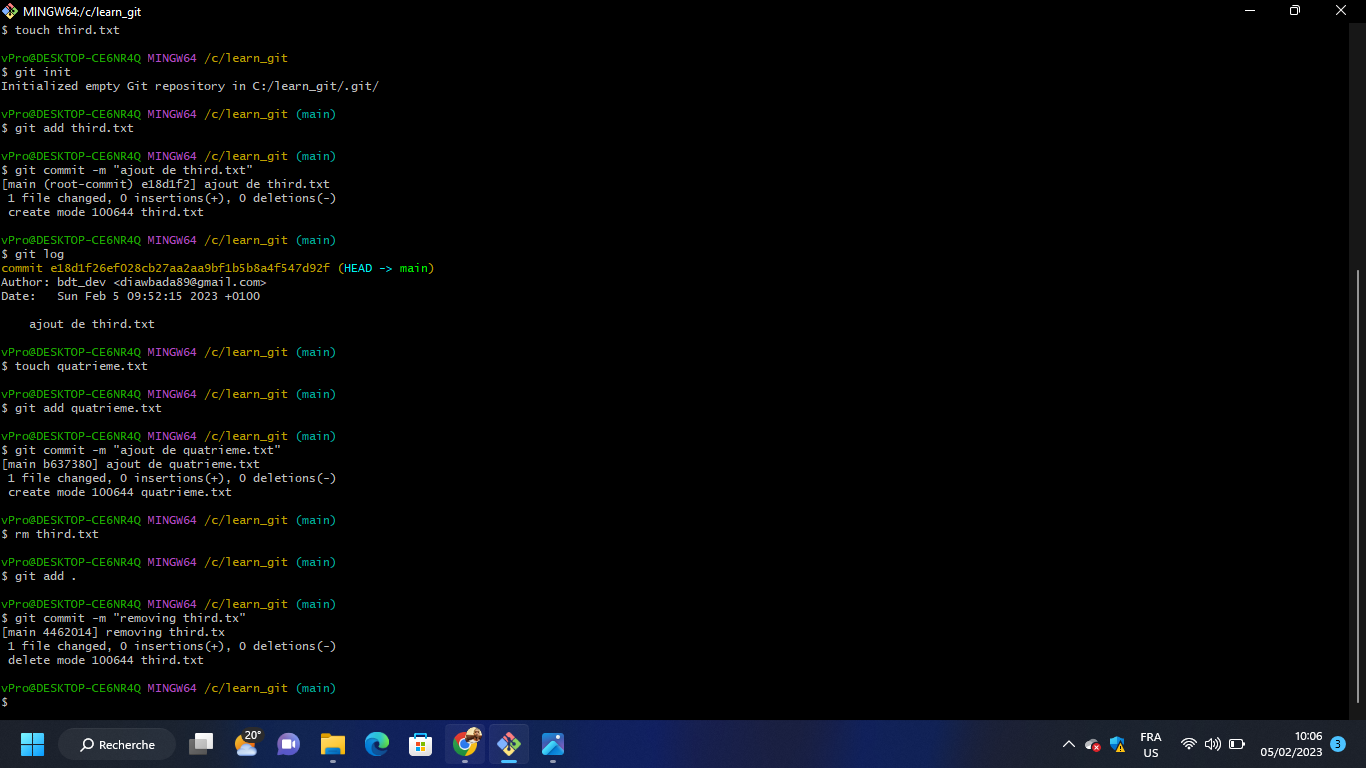 MINGW64:/c/learn_git
$ touch third.txt
vPro@DESKTOP-CE6NR4Q MINGW64 /c/learn_git
$ git init
Initialized empty Git repository in C:/learn_git/.git/
vPro@DESKTOP-CE6NR4Q MINGW64 /c/learn_git (main)
$ git add third.txt
vPro@DESKTOP-CE6NR4Q MINGW64 /c/learn_git (main)
$ git commit -m "ajout de third.txt"
[main (root-commit) e18d1f2] ajout de third.txt
 1 file changed, 0 insertions(+), 0 deletions(-)
 create mode 100644 third.txt
vPro@DESKTOP-CE6NR4Q MINGW64 /c/learn_git (main)
$ git log
commit e18d1f26ef028cb27aa2aa9bf1b5b8a4f547d92f (HEAD -> main)
Author: bdt_dev <diawbada89@gmail.com>
Date:   Sun Feb 5 09:52:15 2023 +0100
    ajout de third.txt
vPro@DESKTOP-CE6NR4Q MINGW64 /c/learn_git (main)
$ touch quatrieme.txt
vPro@DESKTOP-CE6NR4Q MINGW64 /c/learn_git (main)
$ git add quatrieme.txt
vPro@DESKTOP-CE6NR4Q MINGW64 /c/learn_git (main)
$ git commit -m "ajout de quatrieme.txt"
[main b637380] ajout de quatrieme.txt
 1 file changed, 0 insertions(+), 0 deletions(-)
 create mode 100644 quatrieme.txt
vPro@DESKTOP-CE6NR4Q MINGW64 /c/learn_git (main)
$ rm third.txt
vPro@DESKTOP-CE6NR4Q MINGW64 /c/learn_git (main)
$ git add .
vPro@DESKTOP-CE6NR4Q MINGW64 /c/learn_git (main)
$ git commit -m "removing third.tx"
[main 4462014] removing third.tx
 1 file changed, 0 insertions(+), 0 deletions(-)
 delete mode 100644 third.txt
vPro@DESKTOP-CE6NR4Q MINGW64 /c/learn_git (main)
$
Recherche
20°
FRA
US
10:06
05/02/2023
3